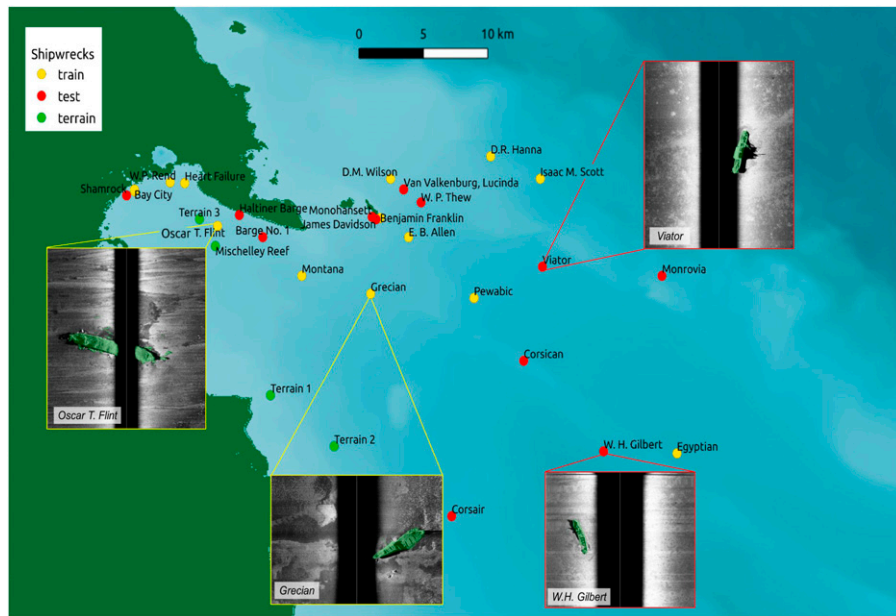 0
5
10 km
Shipwrecks
train
test
terrain
Viator
D.R. Hanna
W.P. Rend
Heart Failure
D.M. Wilson
Isaac M. Scott
Shamrock
Bay City
Van Valkenburg, Lucinda
W. P. Thew
Terrain 3
Haltiner Barge
Monohansett
Benjamin Franklin
James Davidson
Oscar T. Flint
Barge No. 1
E. B. Allen
Mischelley Reef
Viator
Montana
Monrovia
Grecian
Pewabic
Corsican
Terrain 1
Oscar T. Flint
Terrain 2
W. H. Gilbert
Egyptian
Corsair
Grecian
W.H. Gilbert